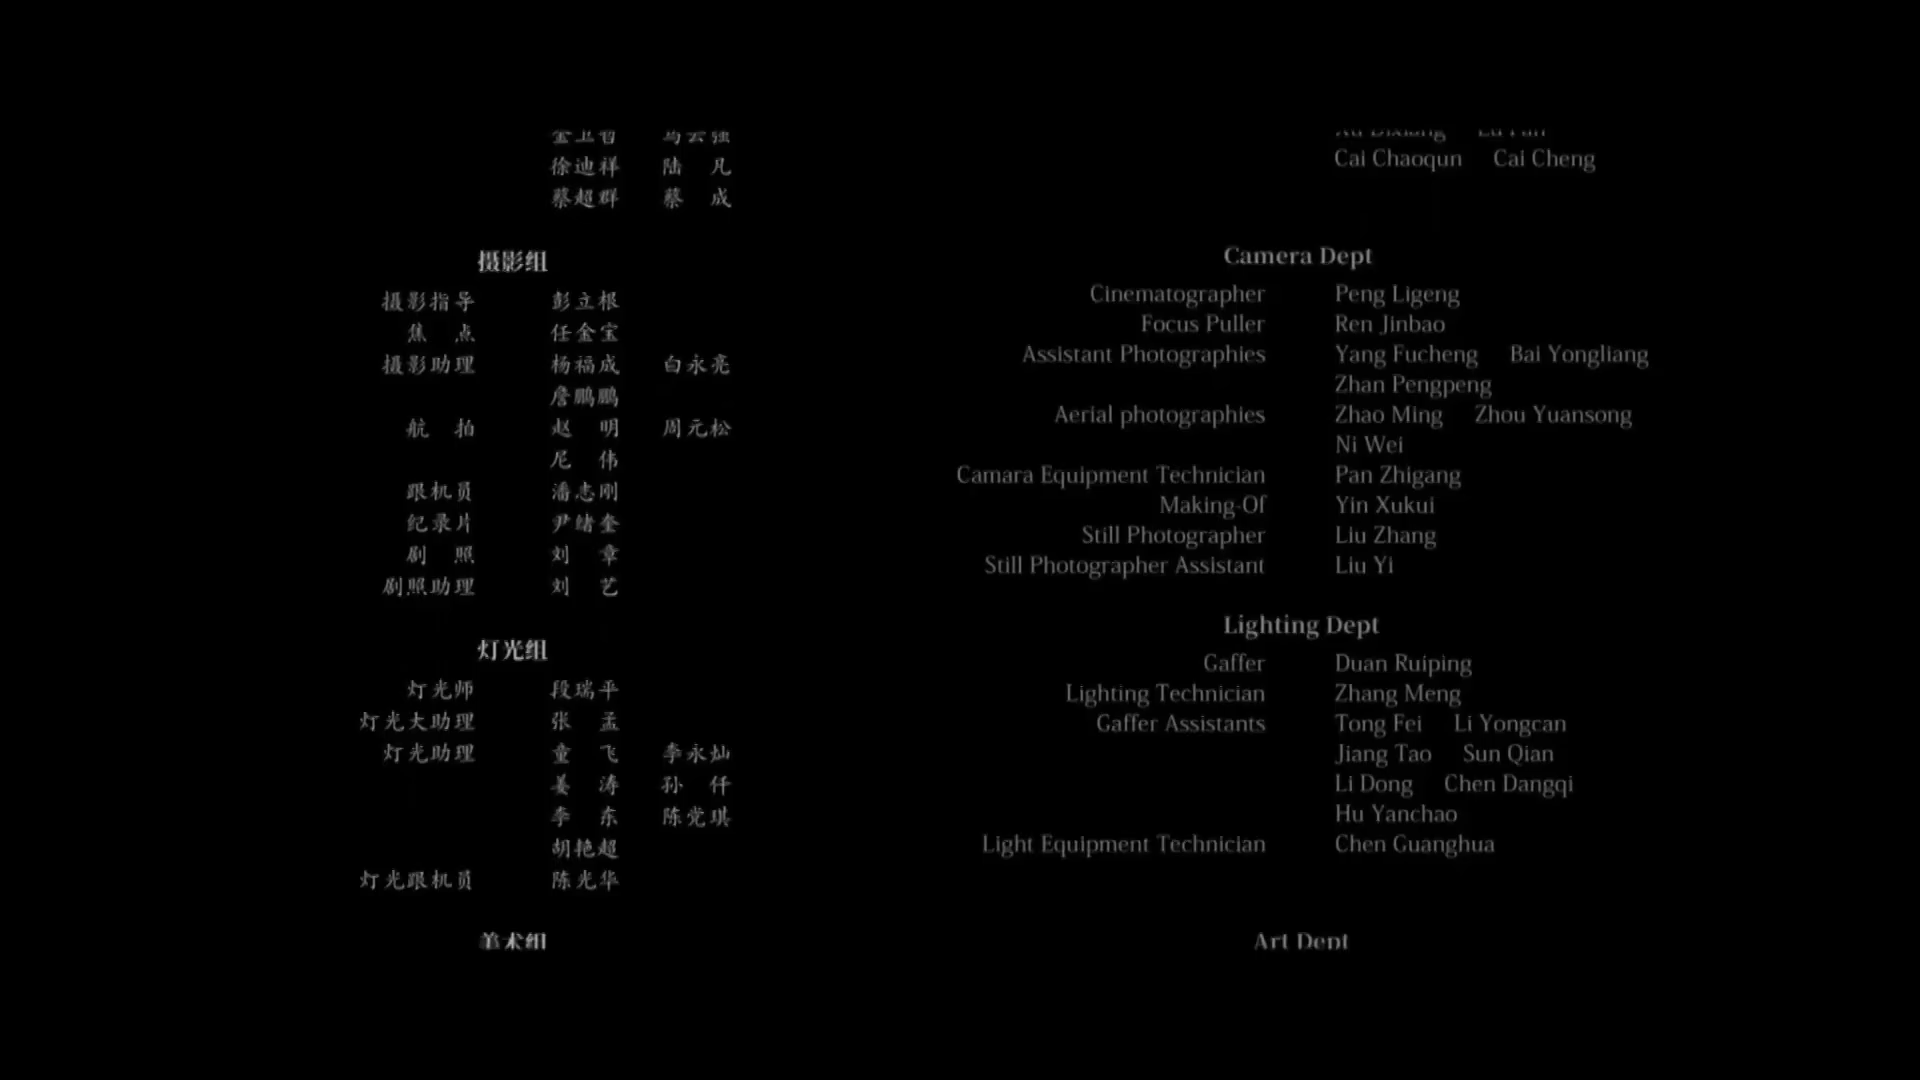 徐迪祥 陆 凡
蔡超群 蔡 成
摄影组
摄影指导 彭立根
焦 点 任金宝
摄影助理 杨福成 白永亮
詹鹏鹏
航 拍 赵 明 周元松
尼 伟
跟机员 潘志刚
纪录片 尹绪奎
剧 照 刘 章
剧照助理 刘 艺
灯光组
灯光师 段瑞平
灯光大助理 张 孟
灯光助理 童 飞 李永灿
姜 涛 孙 仟
李 东 陈党琪
胡艳超
灯光跟机员 陈光华
美术组
Xu Dixiang Lu Fan
Cai Chaoqun Cai Cheng
Camera Dept
Cinematographer Peng Ligeng
Focus Puller Ren Jinbao
Assistant Photographies Yang Fucheng Bai Yongliang
Zhan Pengpeng
Aerial photographies Zhao Ming Zhou Yuansong
Ni Wei
Camara Equipment Technician Pan Zhigang
Making-Of Yin Xukui
Still Photographer Liu Zhang
Still Photographer Assistant Liu Yi
Lighting Dept
Gaffer Duan Ruiping
Lighting Technician Zhang Meng
Gaffer Assistants Tong Fei Li Yongcan
Jiang Tao Sun Qian
Li Dong Chen Dangqi
Hu Yanchao
Light Equipment Technician Chen Guanghua
Art Dept